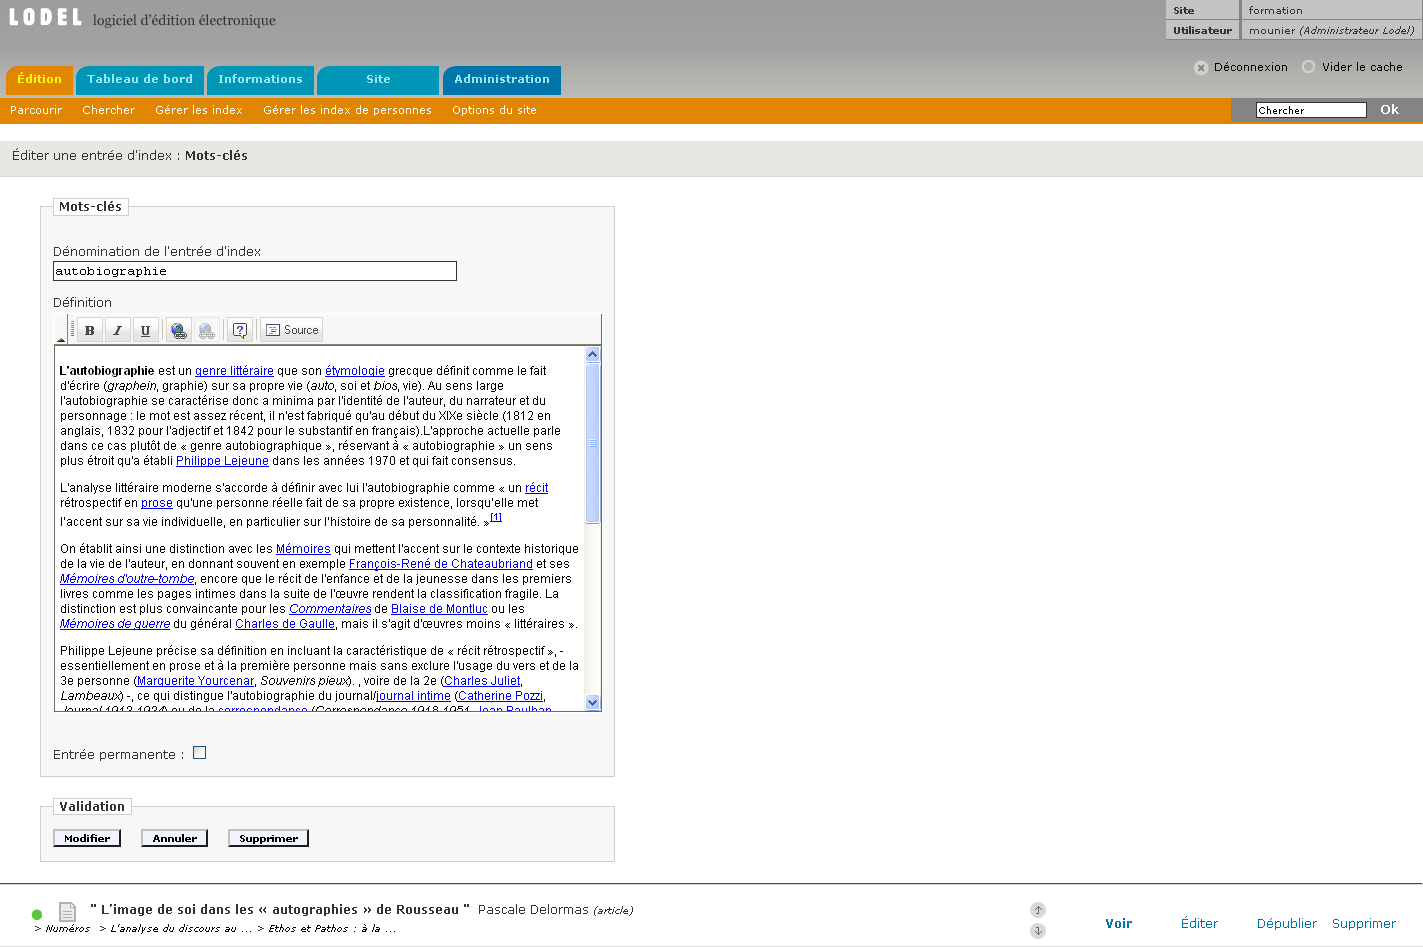 LODEL logiciel d'édition électronique
Site formation
Utilisateur mounier (Administrateur Lodel)
Déconnexion Vider le cache
Édition Tableau de bord Informations Site Administration
Parcourir Chercher Gérer les index Gérer les index de personnes Options du site
Chercher Ok
Éditer une entrée d'index : Mots-clés
Mots-clés
Dénomination de l'entrée d'index
autobiographie
Définition
B I U Source
L'autobiographie est un genre littéraire que son étymologie grecque définit comme le fait
d'écrire (graphein, graphie) sur sa propre vie (auto, soi et bios, vie). Au sens large
l'autobiographie se caractérise donc a minima par l'identité de l'auteur, du narrateur et du
personnage : le mot est assez récent, il n'est fabriqué qu'au début du XIXe siècle (1812 en
anglais, 1832 pour l'adjectif et 1842 pour le substantif en français).L'approche actuelle parle
dans ce cas plutôt de « genre autobiographique », réservant à « autobiographie » un sens
plus étroit qu'a établi Philippe Lejeune dans les années 1970 et qui fait consensus.
L'analyse littéraire moderne s'accorde à définir avec lui l'autobiographie comme « un récit
rétrospectif en prose qu'une personne réelle fait de sa propre existence, lorsqu'elle met
l'accent sur sa vie individuelle, en particulier sur l'histoire de sa personnalité. »[1]
On établit ainsi une distinction avec les Mémoires qui mettent l'accent sur le contexte historique
de la vie de l'auteur, en donnant souvent en exemple François-René de Chateaubriand et ses
Mémoires d'outre-tombe, encore que le récit de l'enfance et de la jeunesse dans les premiers
livres comme les pages intimes dans la suite de l'œuvre rendent la classification fragile. La
distinction est plus convaincante pour les Commentaires de Blaise de Montluc ou les
Mémoires de guerre du général Charles de Gaulle, mais il s'agit d'œuvres moins « littéraires ».
Philippe Lejeune précise sa définition en incluant la caractéristique de « récit rétrospectif », -
essentiellement en prose et à la première personne mais sans exclure l'usage du vers et de la
3e personne (Marguerite Yourcenar, Souvenirs pieux). , voire de la 2e (Charles Juliet,
Lambeaux) -, ce qui distingue l'autobiographie du journal/journal intime (Catherine Pozzi,
Journal 1913-1934) ou de la correspondance (Correspondance 1918-1951, Jean Paulhan
Entrée permanente :
Validation
Modifier Annuler Supprimer
" L'image de soi dans les « autographies » de Rousseau " Pascale Delormas (article)
> Numéros > L'analyse du discours au ... > Ethos et Pathos : à la ...
Voir Éditer Dépublier Supprimer